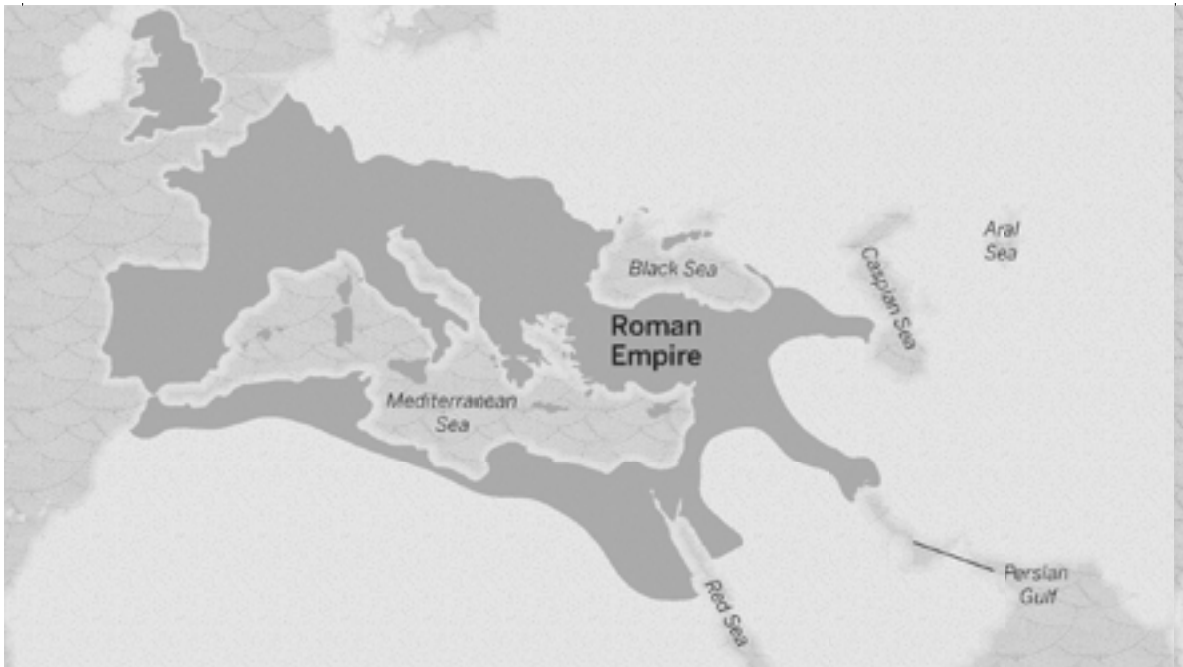 Aral
Sea
Black Sea
Caspian Sea
Roman
Empire
Mediterranean
Sea
Persian
Gulf
Red Sea